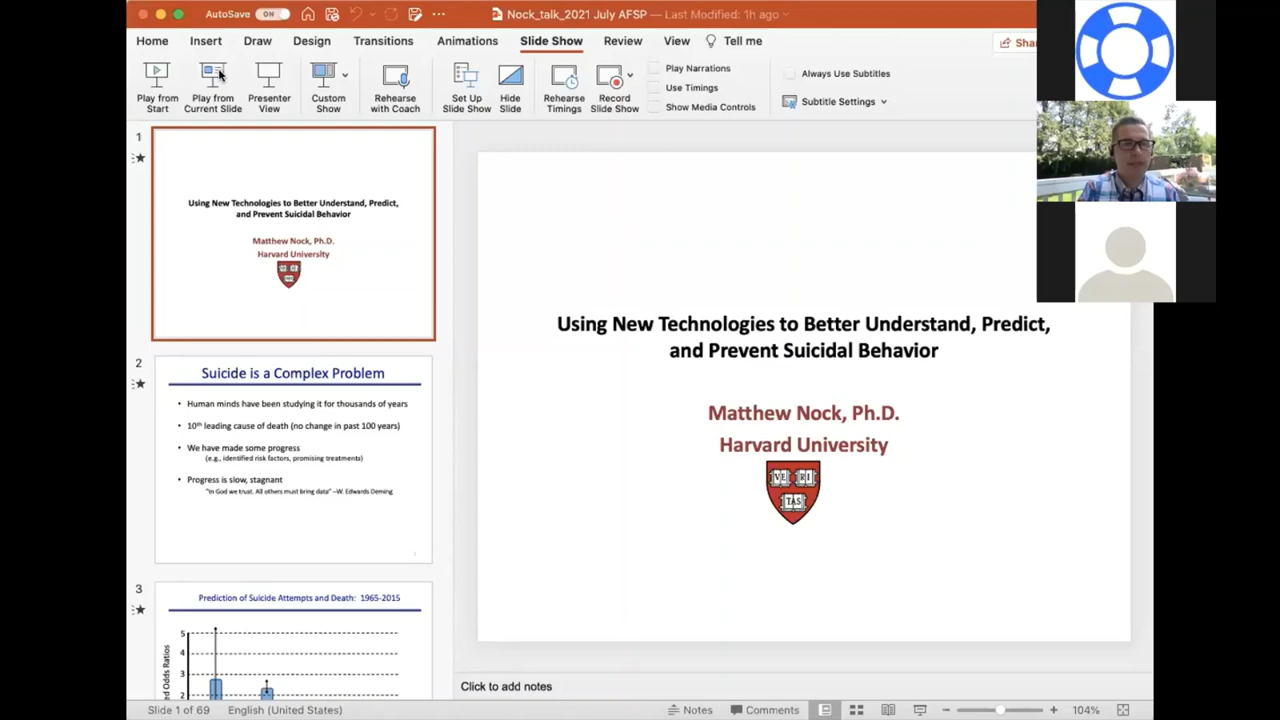 AutoSave ON Nock_talk_2021 July AFSP — Last Modified: 1h ago
Home Insert Draw Design Transitions Animations Slide Show Review View Tell me
Play from Start
Play from Current Slide
Presenter View
Custom Show
Rehearse with Coach
Set Up Slide Show
Hide Slide
Rehearse Timings
Record Slide Show
Play Narrations
Use Timings
Show Media Controls
Always Use Subtitles
Subtitle Settings
1
Using New Technologies to Better Understand, Predict,
and Prevent Suicidal Behavior
Matthew Nock, Ph.D.
Harvard University
2
Suicide is a Complex Problem
• Human minds have been studying it for thousands of years
• 10th leading cause of death (no change in past 100 years)
• We have made some progress
(e.g., identified risk factors, promising treatments)
• Progress is slow, stagnant
"In God we trust. All others must bring data" –W. Edwards Deming
3
Prediction of Suicide Attempts and Death: 1965-2015
5
4
3
2
Odds Ratios
Using New Technologies to Better Understand, Predict,
and Prevent Suicidal Behavior
Matthew Nock, Ph.D.
Harvard University
VE RI
TAS
Click to add notes
Slide 1 of 69 English (United States) Notes Comments 104%